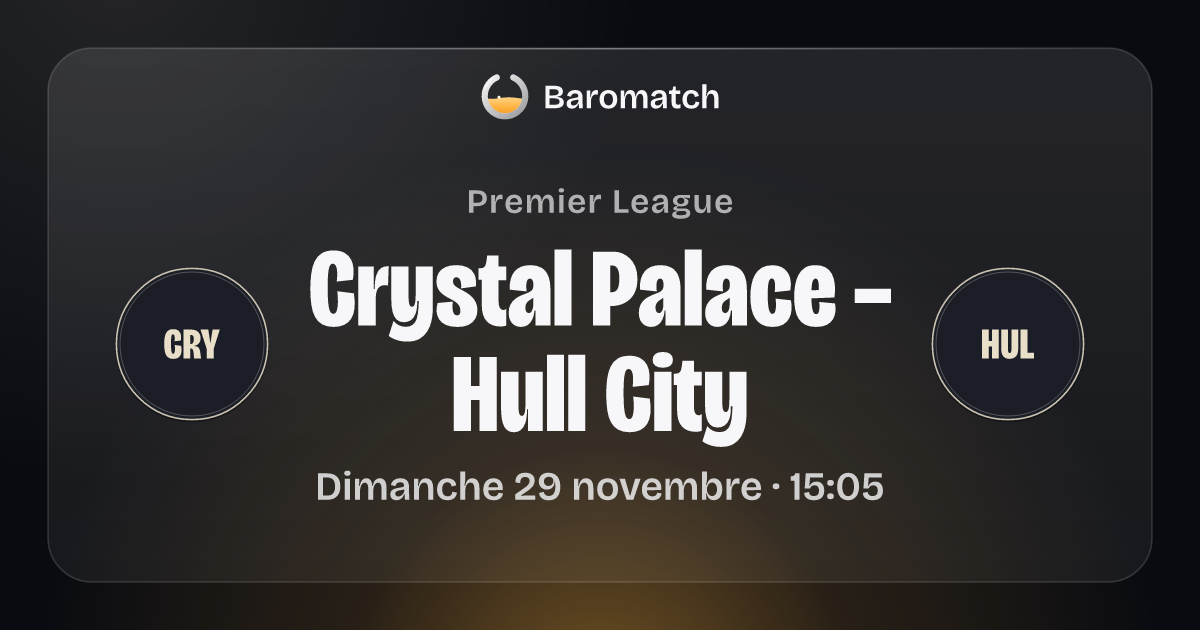 Baromatch
Premier League
CRY
Crystal Palace –
Hull City
HUL
Dimanche 29 novembre · 15:05